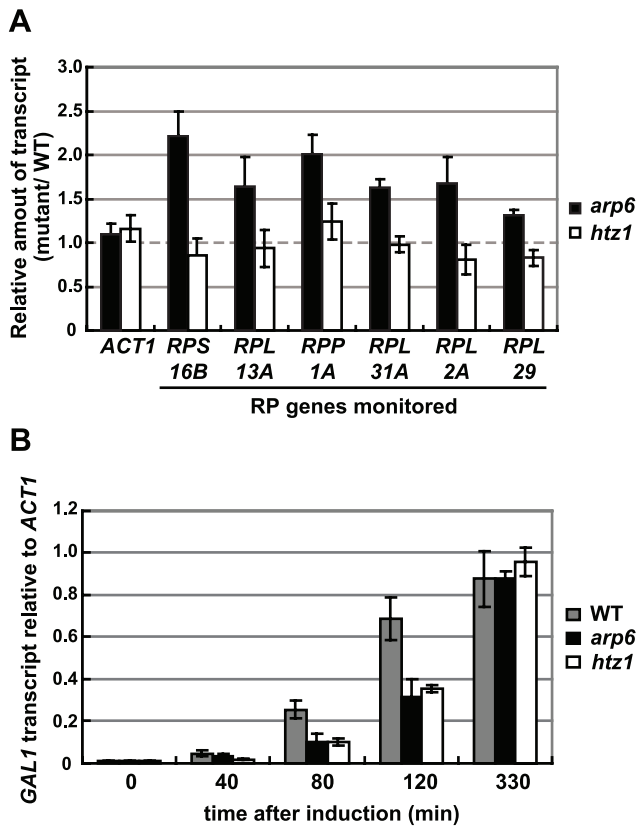 A
Relative amout of transcript
(mutant/ WT)
3.0
2.5
2.0
1.5
1.0
0.5
0
arp6
htz1
ACT1 RPS RPL RPP RPL RPL RPL
16B 13A 1A 31A 2A 29
RP genes monitored
B
GAL1 transcript relative to ACT1
1.2
1.0
0.8
0.6
0.4
0.2
0
WT
arp6
htz1
0 40 80 120 330
time after induction (min)